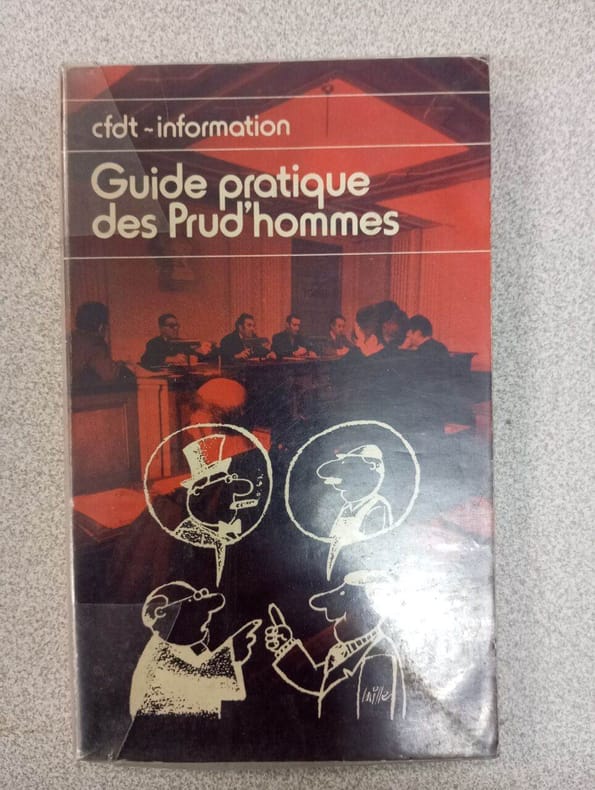 cfdt ~ information
Guide pratique
des Prud'hommes